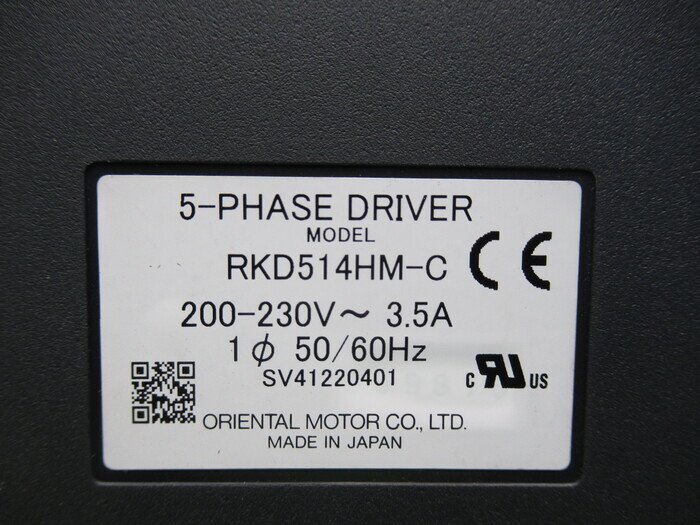 5-PHASE DRIVER
MODEL
RKD514HM-C CE
200-230V～ 3.5A
1φ 50/60Hz
SV41220401
C RU US
ORIENTAL MOTOR CO., LTD.
MADE IN JAPAN